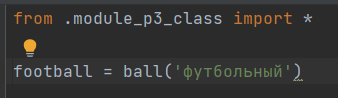 from .module_p3_class import *
football = ball('футбольный')